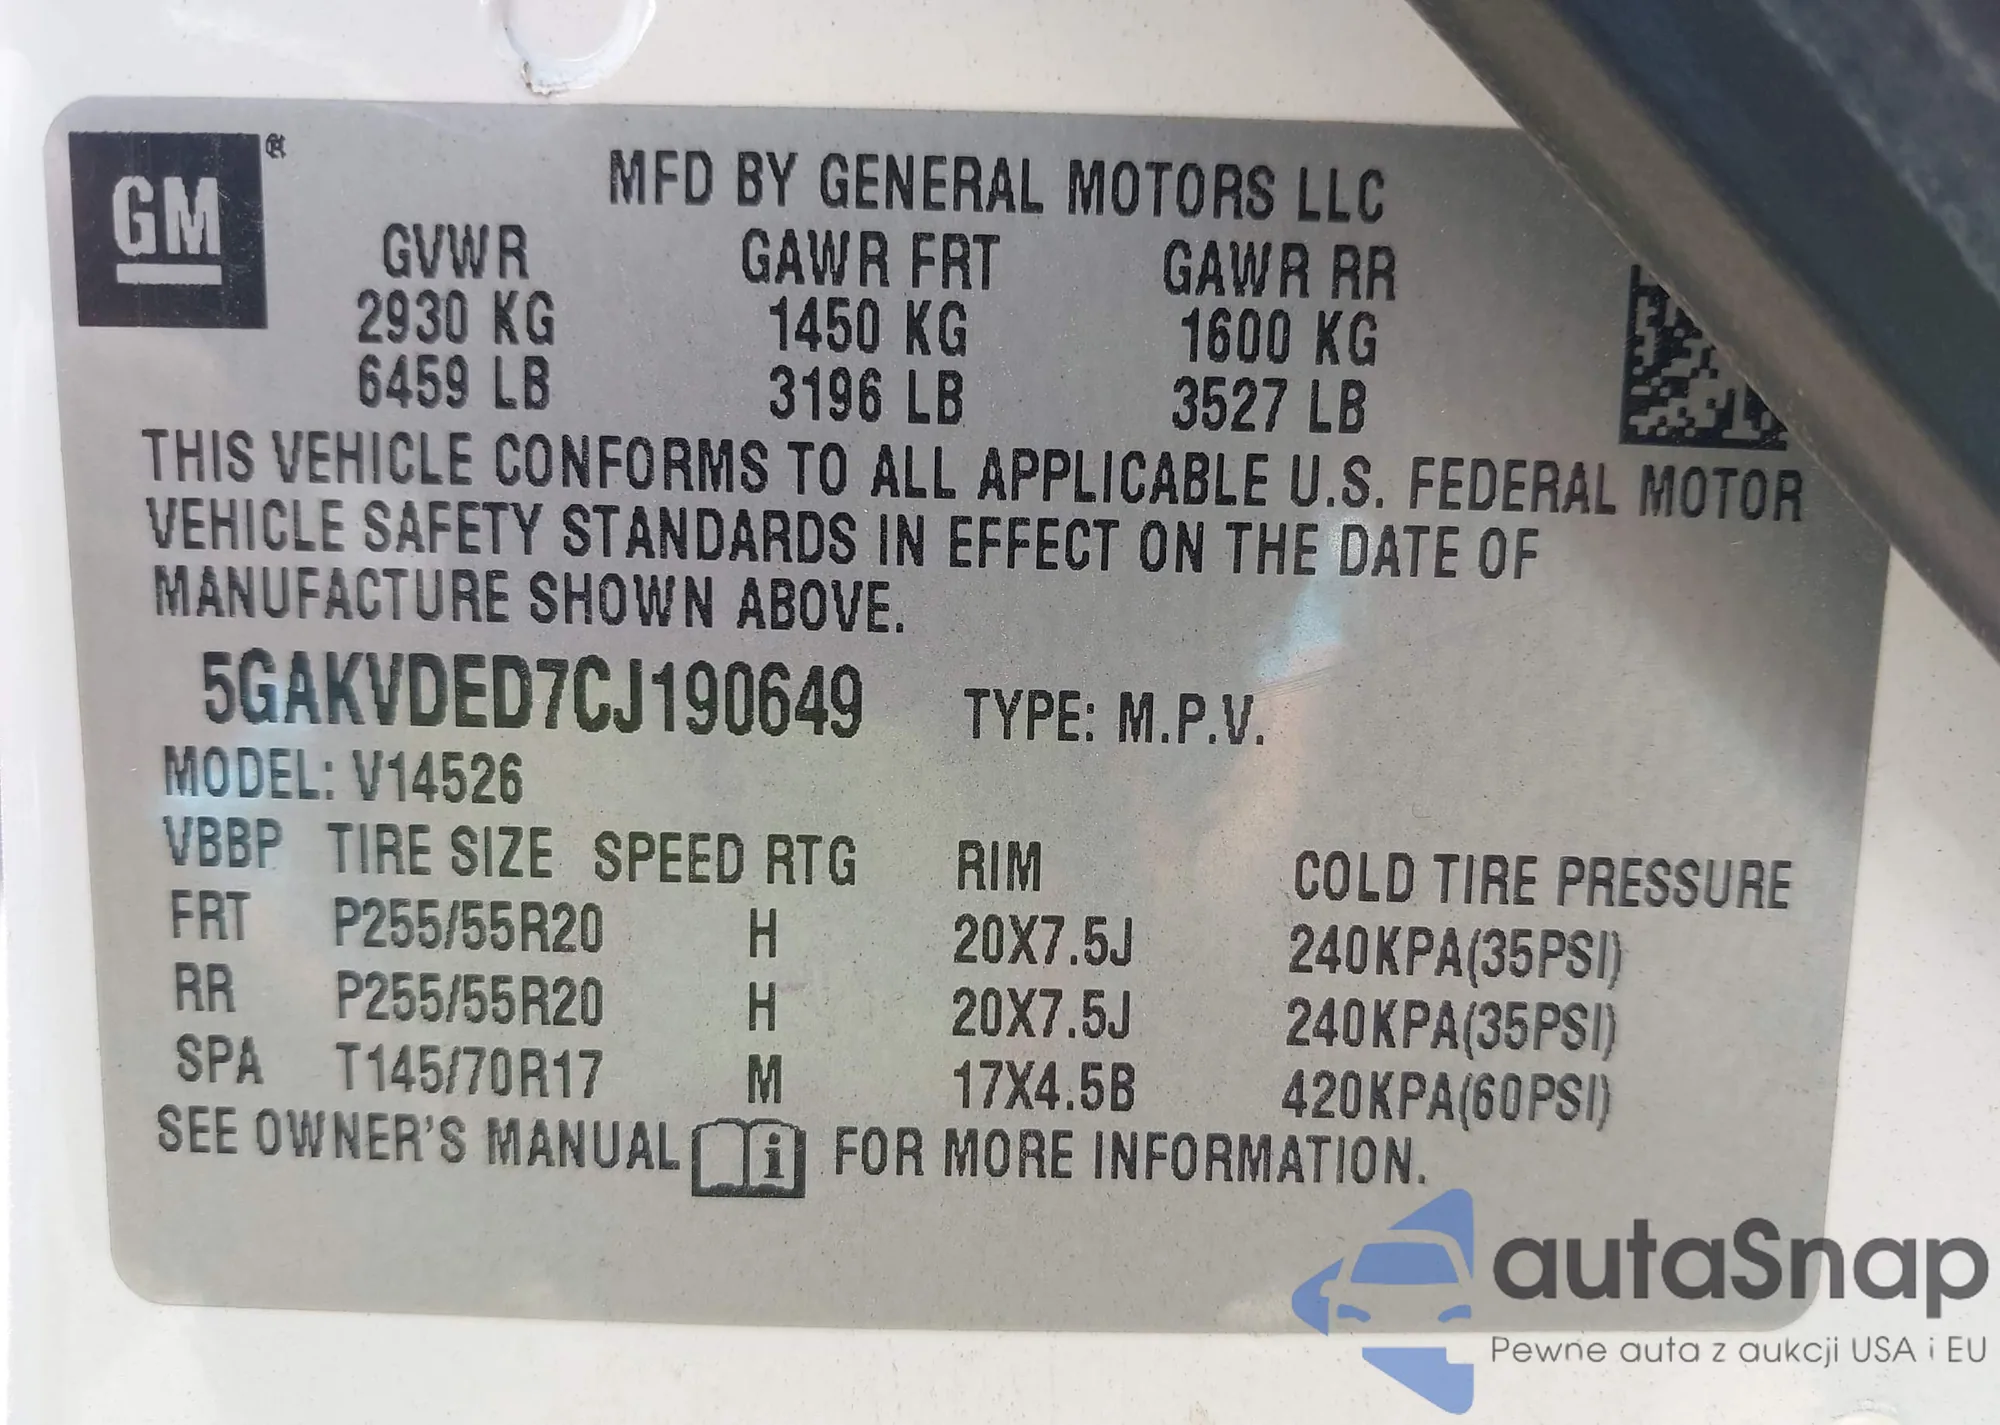 GM ®
MFD BY GENERAL MOTORS LLC
GVWR GAWR FRT GAWR RR
2930 KG 1450 KG 1600 KG
6459 LB 3196 LB 3527 LB
THIS VEHICLE CONFORMS TO ALL APPLICABLE U.S. FEDERAL MOTOR
VEHICLE SAFETY STANDARDS IN EFFECT ON THE DATE OF
MANUFACTURE SHOWN ABOVE.
5GAKVDED7CJ190649 TYPE: M.P.V.
MODEL: V14526
VBBP TIRE SIZE SPEED RTG RIM COLD TIRE PRESSURE
FRT P255/55R20 H 20X7.5J 240KPA(35PSI)
RR P255/55R20 H 20X7.5J 240KPA(35PSI)
SPA T145/70R17 M 17X4.5B 420KPA(60PSI)
SEE OWNER'S MANUAL i FOR MORE INFORMATION.
autaSnap
Pewne auta z aukcji USA i EU